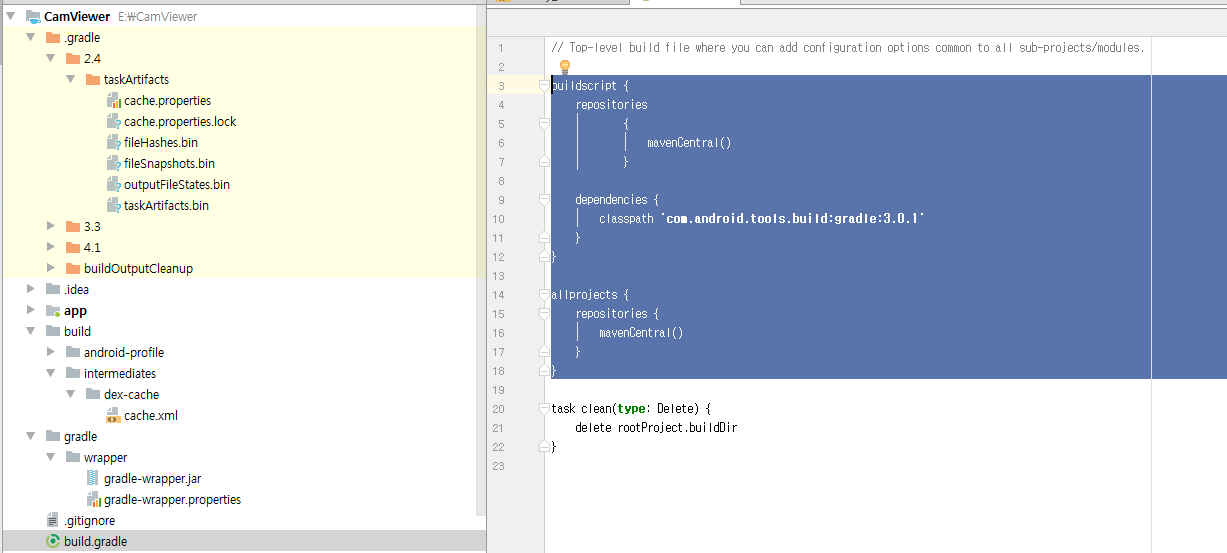 CamViewer E:₩CamViewer
.gradle
2.4
taskArtifacts
cache.properties
cache.properties.lock
fileHashes.bin
fileSnapshots.bin
outputFileStates.bin
taskArtifacts.bin
3.3
4.1
buildOutputCleanup
.idea
app
build
android-profile
intermediates
dex-cache
cache.xml
gradle
wrapper
gradle-wrapper.jar
gradle-wrapper.properties
.gitignore
build.gradle
1 // Top-level build file where you can add configuration options common to all sub-projects/modules.
2
3 buildscript {
4 repositories
5 {
6 mavenCentral()
7 }
8
9 dependencies {
10 classpath 'com.android.tools.build:gradle:3.0.1'
11 }
12 }
13
14 allprojects {
15 repositories {
16 mavenCentral()
17 }
18 }
19
20 task clean(type: Delete) {
21 delete rootProject.buildDir
22 }
23